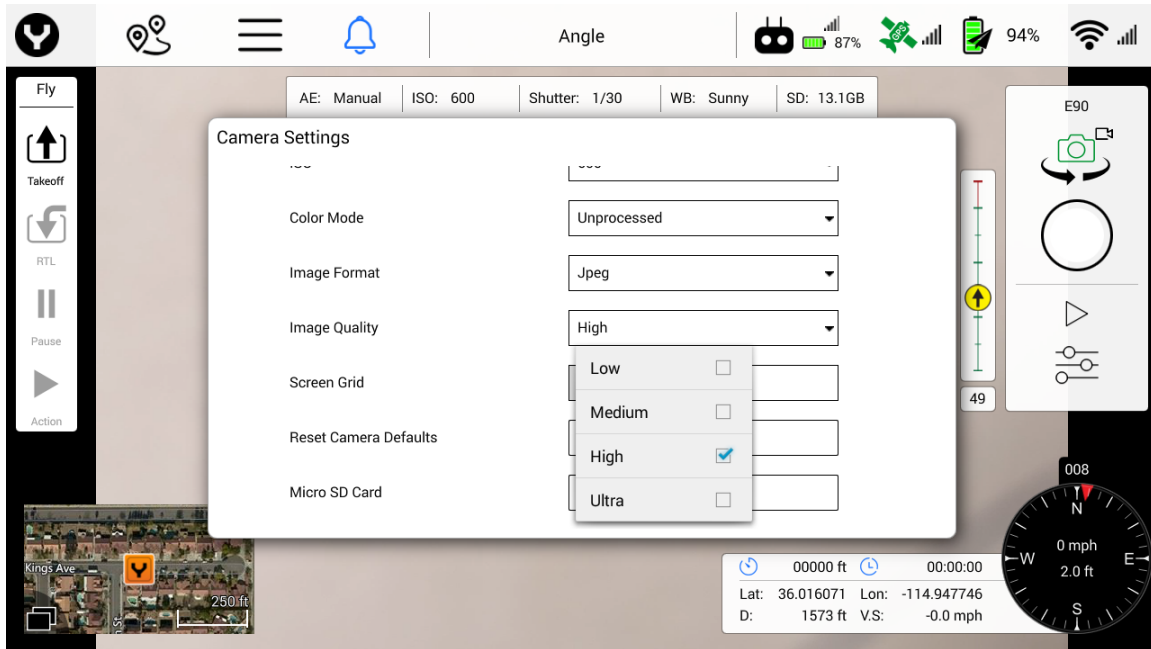 Angle
87%
GPS
94%
Fly
Takeoff
RTL
Pause
Action
AE: Manual ISO: 600 Shutter: 1/30 WB: Sunny SD: 13.1GB
Camera Settings
Color Mode Unprocessed
Image Format Jpeg
Image Quality High
Low
Screen Grid
Medium
Reset Camera Defaults
High
Micro SD Card
Ultra
E90
49
008
N
W E
S
0 mph
2.0 ft
Kings Ave
250 ft
00000 ft 00:00:00
Lat: 36.016071 Lon: -114.947746
D: 1573 ft V.S: -0.0 mph